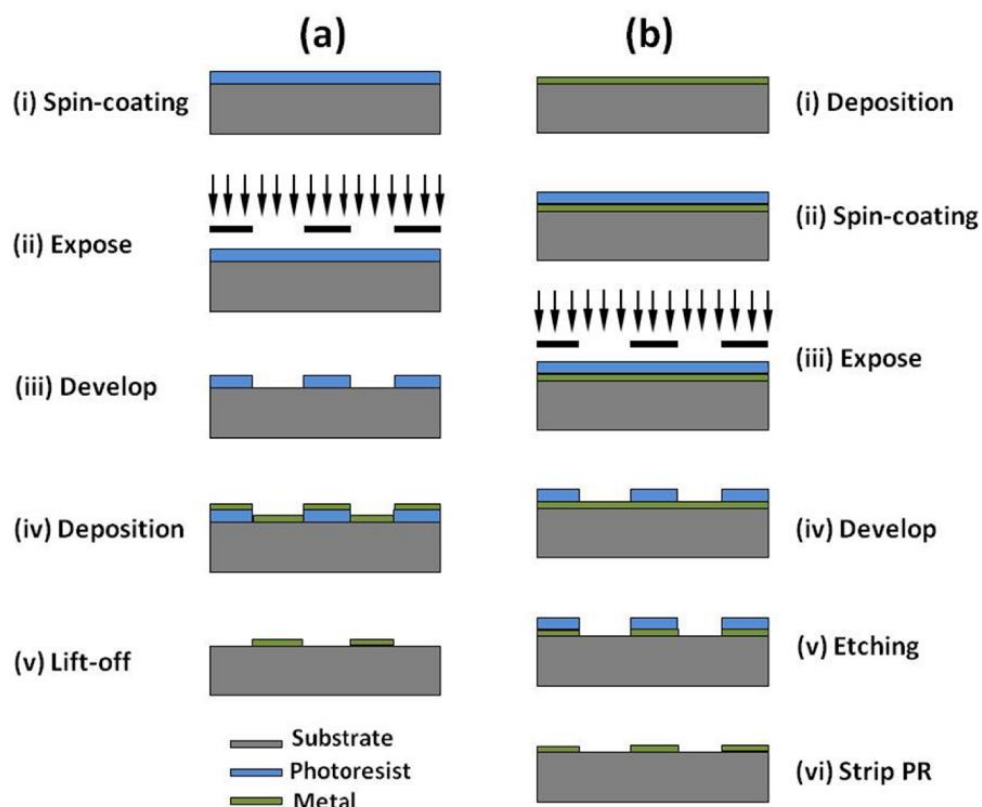 (a)
(i) Spin-coating
(ii) Expose
(iii) Develop
(iv) Deposition
(v) Lift-off
Substrate
Photoresist
Metal
(b)
(i) Deposition
(ii) Spin-coating
(iii) Expose
(iv) Develop
(v) Etching
(vi) Strip PR